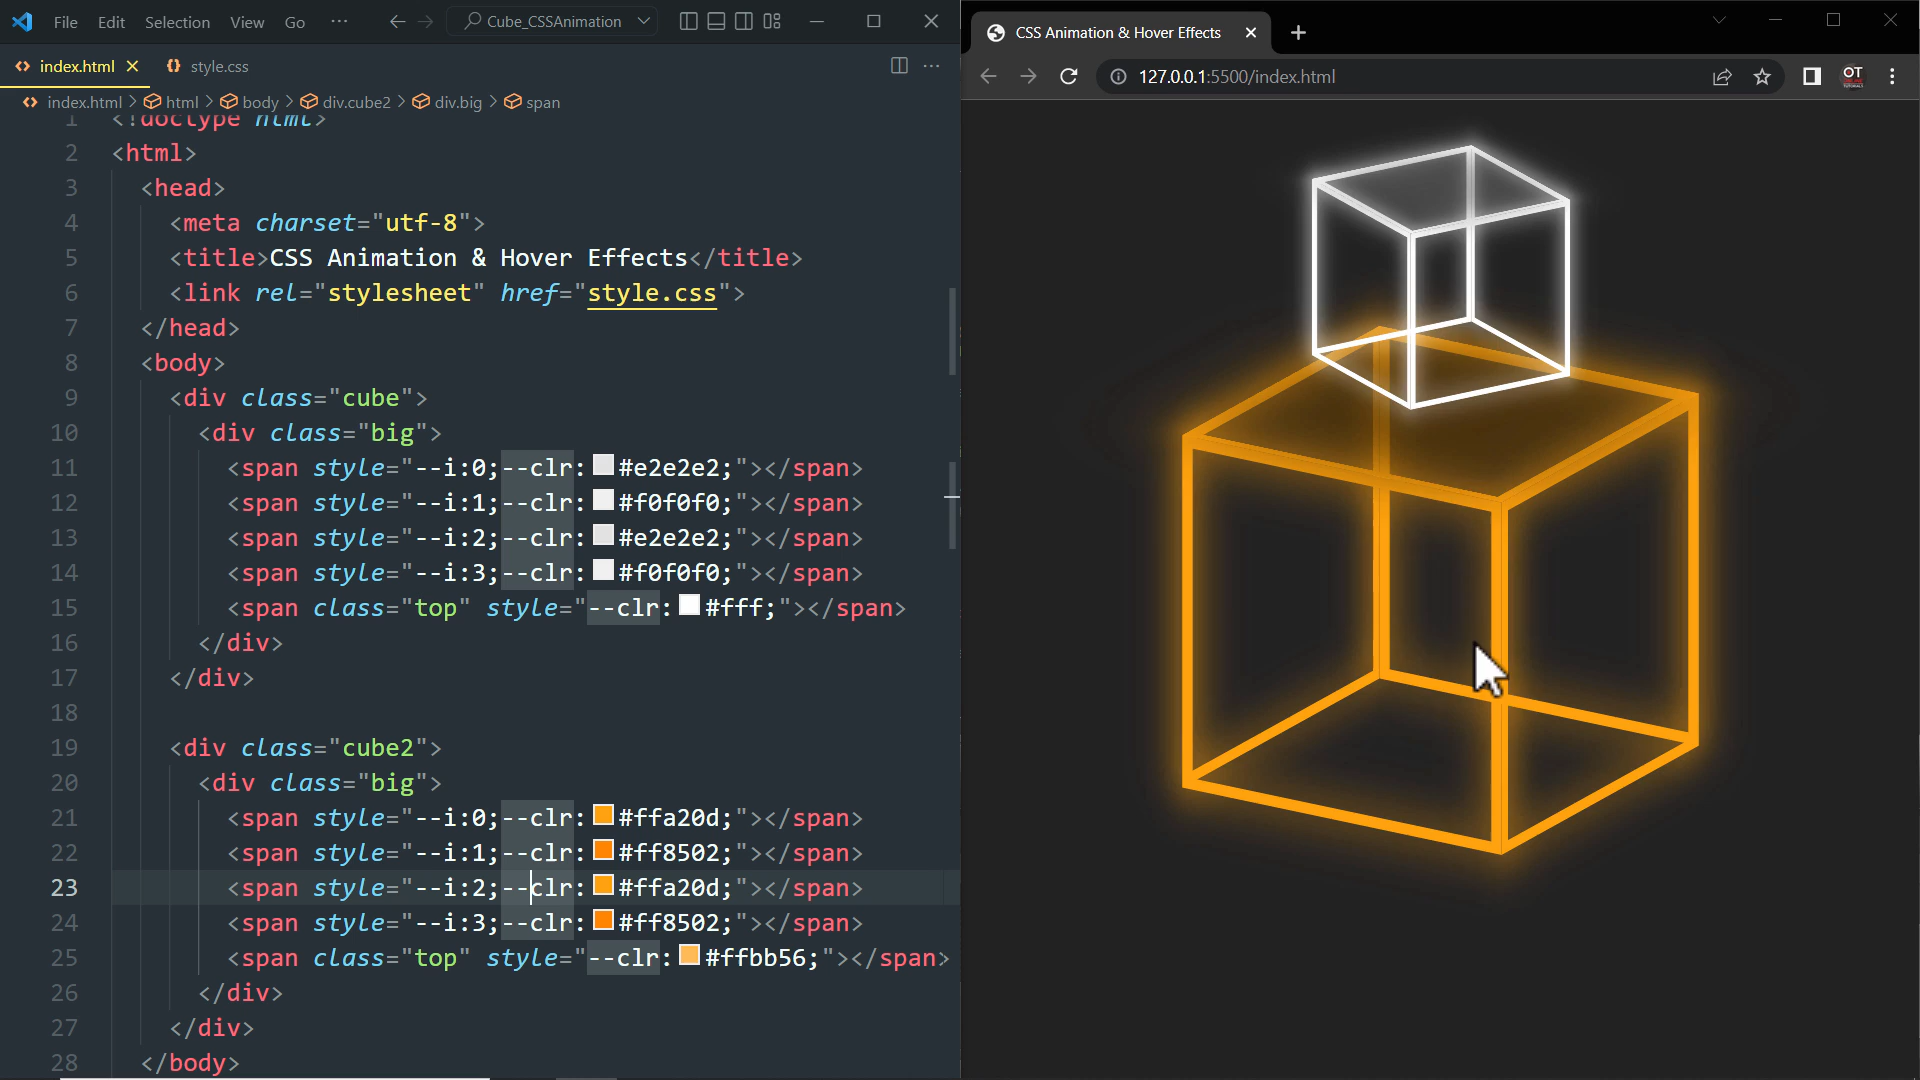 File Edit Selection View Go ··· Cube_CSSAnimation
index.html style.css
index.html > html > body > div.cube2 > div.big > span
1 <!doctype html>
2 <html>
3 <head>
4 <meta charset="utf-8">
5 <title>CSS Animation & Hover Effects</title>
6 <link rel="stylesheet" href="style.css">
7 </head>
8 <body>
9 <div class="cube">
10 <div class="big">
11 <span style="--i:0;--clr:#e2e2e2;"></span>
12 <span style="--i:1;--clr:#f0f0f0;"></span>
13 <span style="--i:2;--clr:#e2e2e2;"></span>
14 <span style="--i:3;--clr:#f0f0f0;"></span>
15 <span class="top" style="--clr:#fff;"></span>
16 </div>
17 </div>
18
19 <div class="cube2">
20 <div class="big">
21 <span style="--i:0;--clr:#ffa20d;"></span>
22 <span style="--i:1;--clr:#ff8502;"></span>
23 <span style="--i:2;--clr:#ffa20d;"></span>
24 <span style="--i:3;--clr:#ff8502;"></span>
25 <span class="top" style="--clr:#ffbb56;"></span>
26 </div>
27 </div>
28 </body>
CSS Animation & Hover Effects
127.0.0.1:5500/index.html
OT